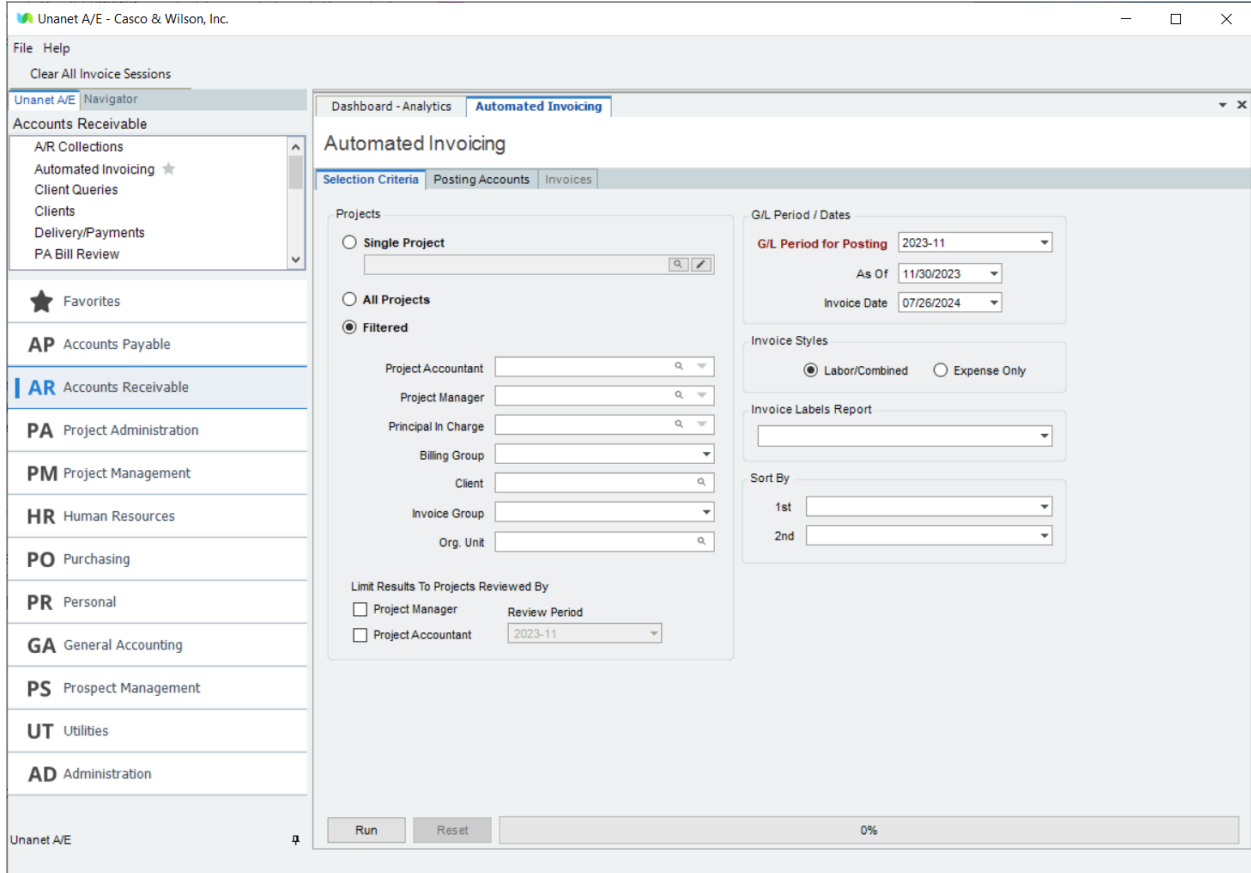 Unanet A/E - Casco & Wilson, Inc.
File Help
Clear All Invoice Sessions
Unanet A/E Navigator
Accounts Receivable
A/R Collections
Automated Invoicing
Client Queries
Clients
Delivery/Payments
PA Bill Review
Favorites
AP Accounts Payable
AR Accounts Receivable
PA Project Administration
PM Project Management
HR Human Resources
PO Purchasing
PR Personal
GA General Accounting
PS Prospect Management
UT Utilities
AD Administration
Unanet A/E
Dashboard - Analytics Automated Invoicing
Automated Invoicing
Selection Criteria Posting Accounts Invoices
Projects
Single Project
All Projects
Filtered
Project Accountant
Project Manager
Principal In Charge
Billing Group
Client
Invoice Group
Org. Unit
Limit Results To Projects Reviewed By
Project Manager Review Period
Project Accountant 2023-11
G/L Period / Dates
G/L Period for Posting 2023-11
As Of 11/30/2023
Invoice Date 07/26/2024
Invoice Styles
Labor/Combined Expense Only
Invoice Labels Report
Sort By
1st
2nd
Run Reset 0%